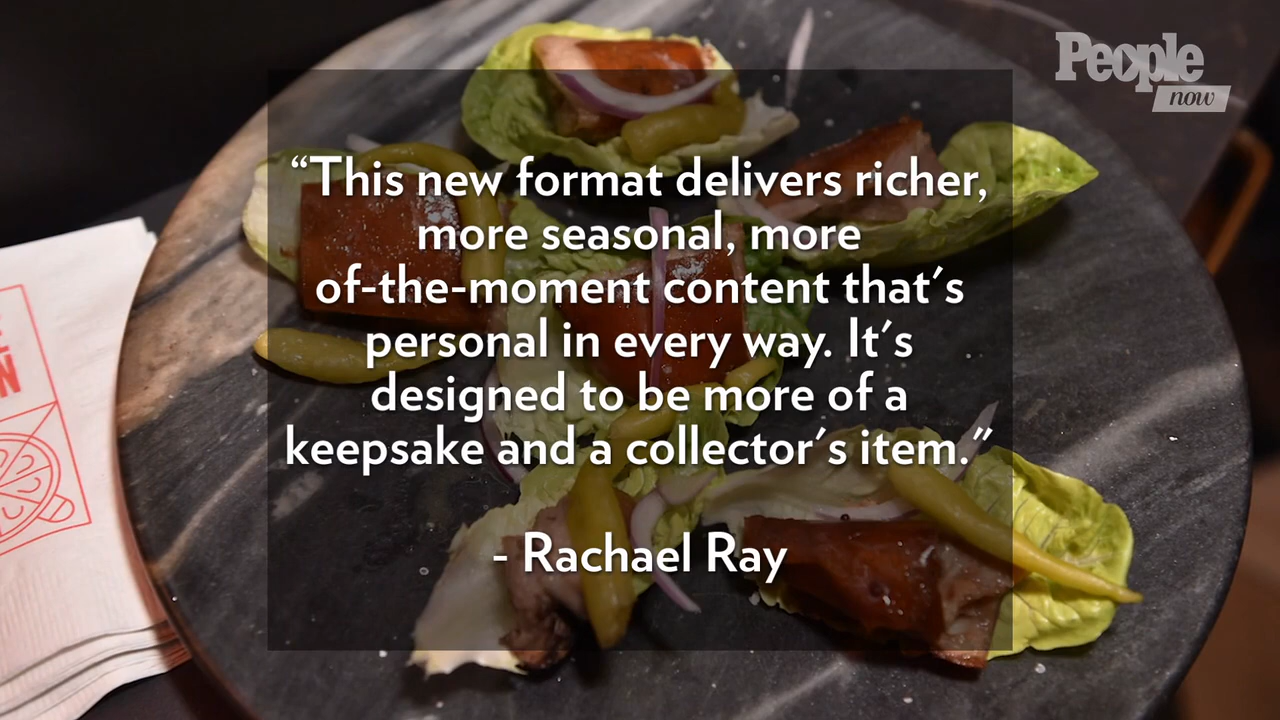 People
now
“This new format delivers richer,
more seasonal, more
of-the-moment content that's
personal in every way. It's
designed to be more of a
keepsake and a collector's item.”
- Rachael Ray